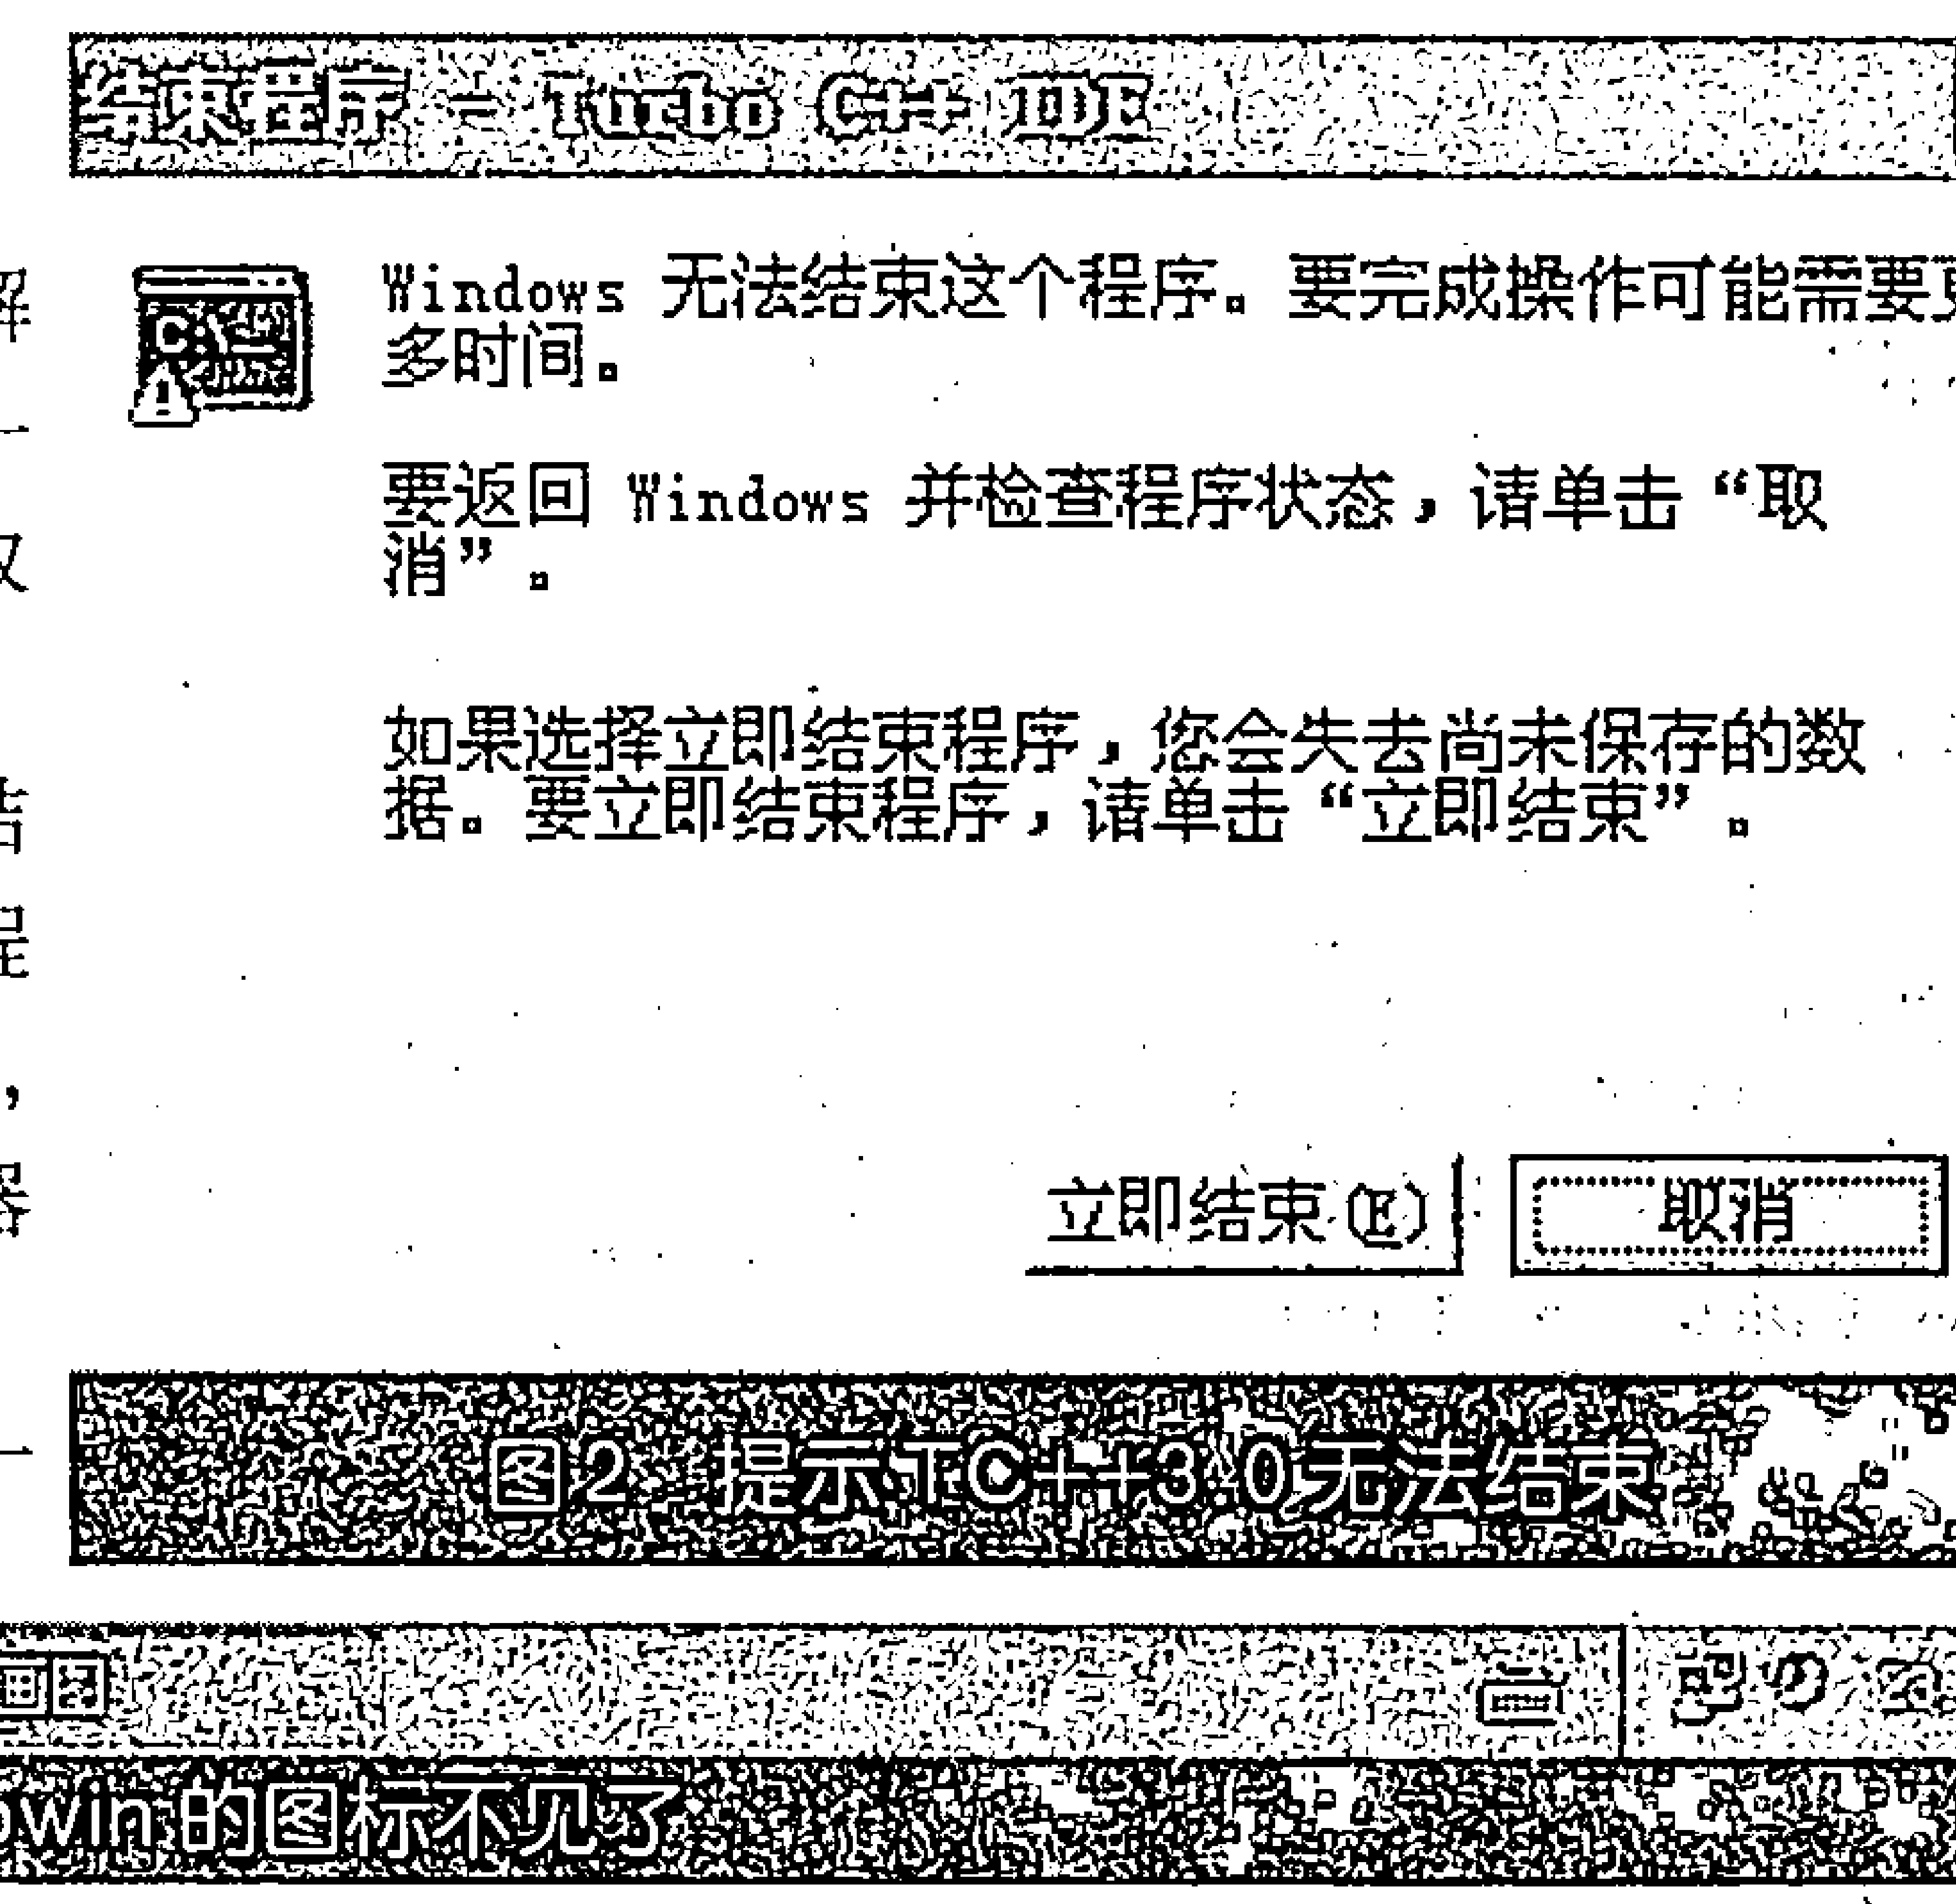 结束程序 - Turbo C++ IDE
Windows 无法结束这个程序。要完成操作可能需要更
多时间。
要返回 Windows 并检查程序状态，请单击“取
消”。
如果选择立即结束程序，您会失去尚未保存的数
据。要立即结束程序，请单击“立即结束”。
立即结束(E)
取消
图2 提示TC++3.0无法结束
win的图标不见了